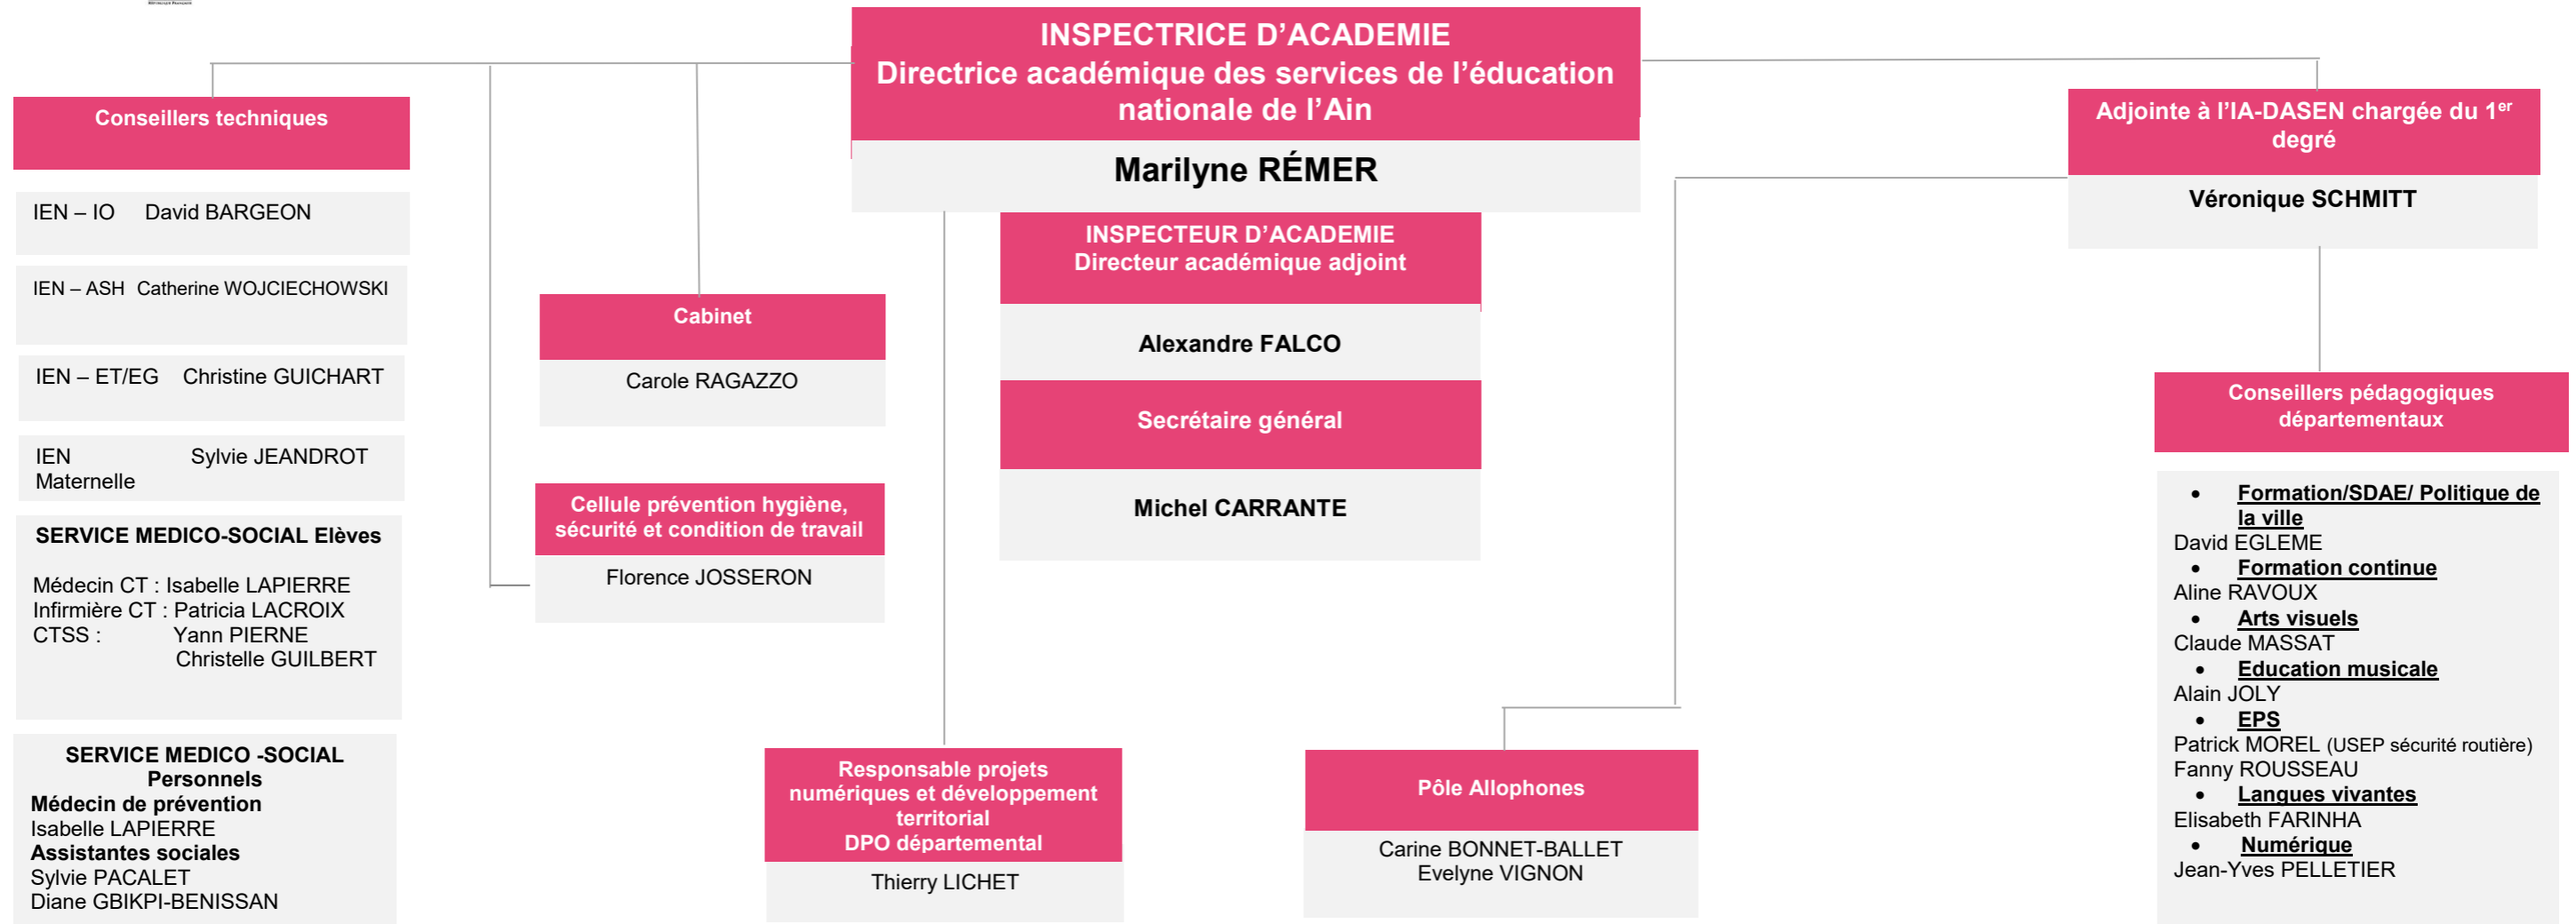 INSPECTRICE D’ACADEMIE
Directrice académique des services de l’éducation
nationale de l’Ain
Marilyne RÉMER
INSPECTEUR D’ACADEMIE
Directeur académique adjoint
Alexandre FALCO
Secrétaire général
Michel CARRANTE
Conseillers techniques
IEN – IO David BARGEON
IEN – ASH Catherine WOJCIECHOWSKI
IEN – ET/EG Christine GUICHART
IEN Sylvie JEANDROT
Maternelle
SERVICE MEDICO-SOCIAL Elèves
Médecin CT : Isabelle LAPIERRE
Infirmière CT : Patricia LACROIX
CTSS : Yann PIERNE
Christelle GUILBERT
SERVICE MEDICO -SOCIAL
Personnels
Médecin de prévention
Isabelle LAPIERRE
Assistantes sociales
Sylvie PACALET
Diane GBIKPI-BENISSAN
Cabinet
Carole RAGAZZO
Cellule prévention hygiène,
sécurité et condition de travail
Florence JOSSERON
Responsable projets
numériques et développement
territorial
DPO départemental
Thierry LICHET
Pôle Allophones
Carine BONNET-BALLET
Evelyne VIGNON
Adjointe à l’IA-DASEN chargée du 1er
degré
Véronique SCHMITT
Conseillers pédagogiques
départementaux
• Formation/SDAE/ Politique de
la ville
David EGLEME
• Formation continue
Aline RAVOUX
• Arts visuels
Claude MASSAT
• Education musicale
Alain JOLY
• EPS
Patrick MOREL (USEP sécurité routière)
Fanny ROUSSEAU
• Langues vivantes
Elisabeth FARINHA
• Numérique
Jean-Yves PELLETIER